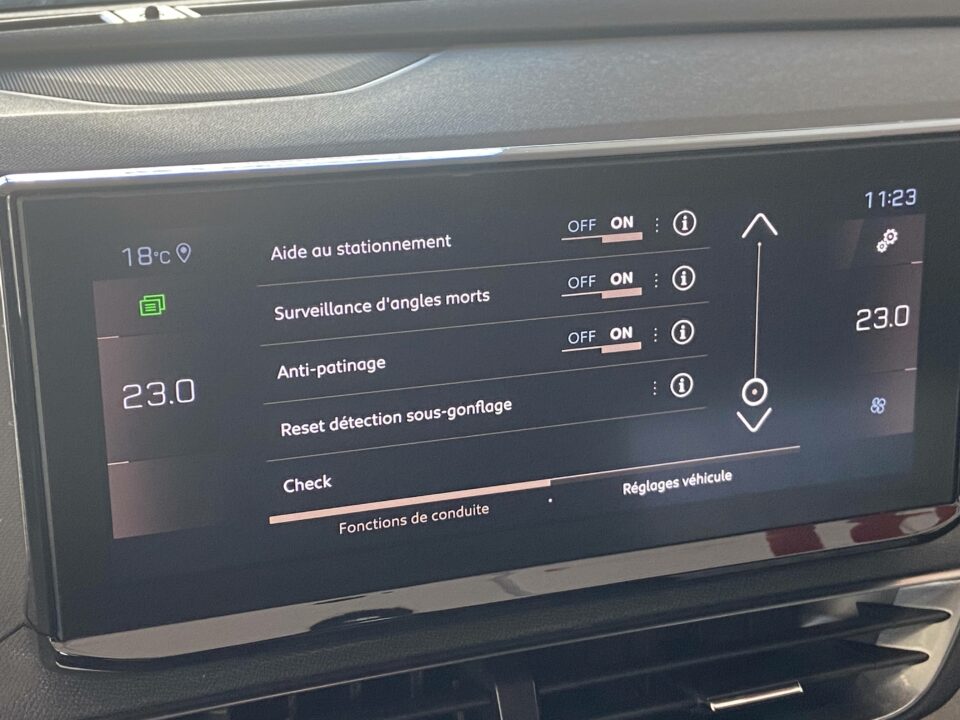 11:23
18°C
Aide au stationnement OFF ON
Surveillance d'angles morts OFF ON
23.0
23.0
Anti-patinage OFF ON
Reset détection sous-gonflage
Check
Fonctions de conduite
Réglages véhicule